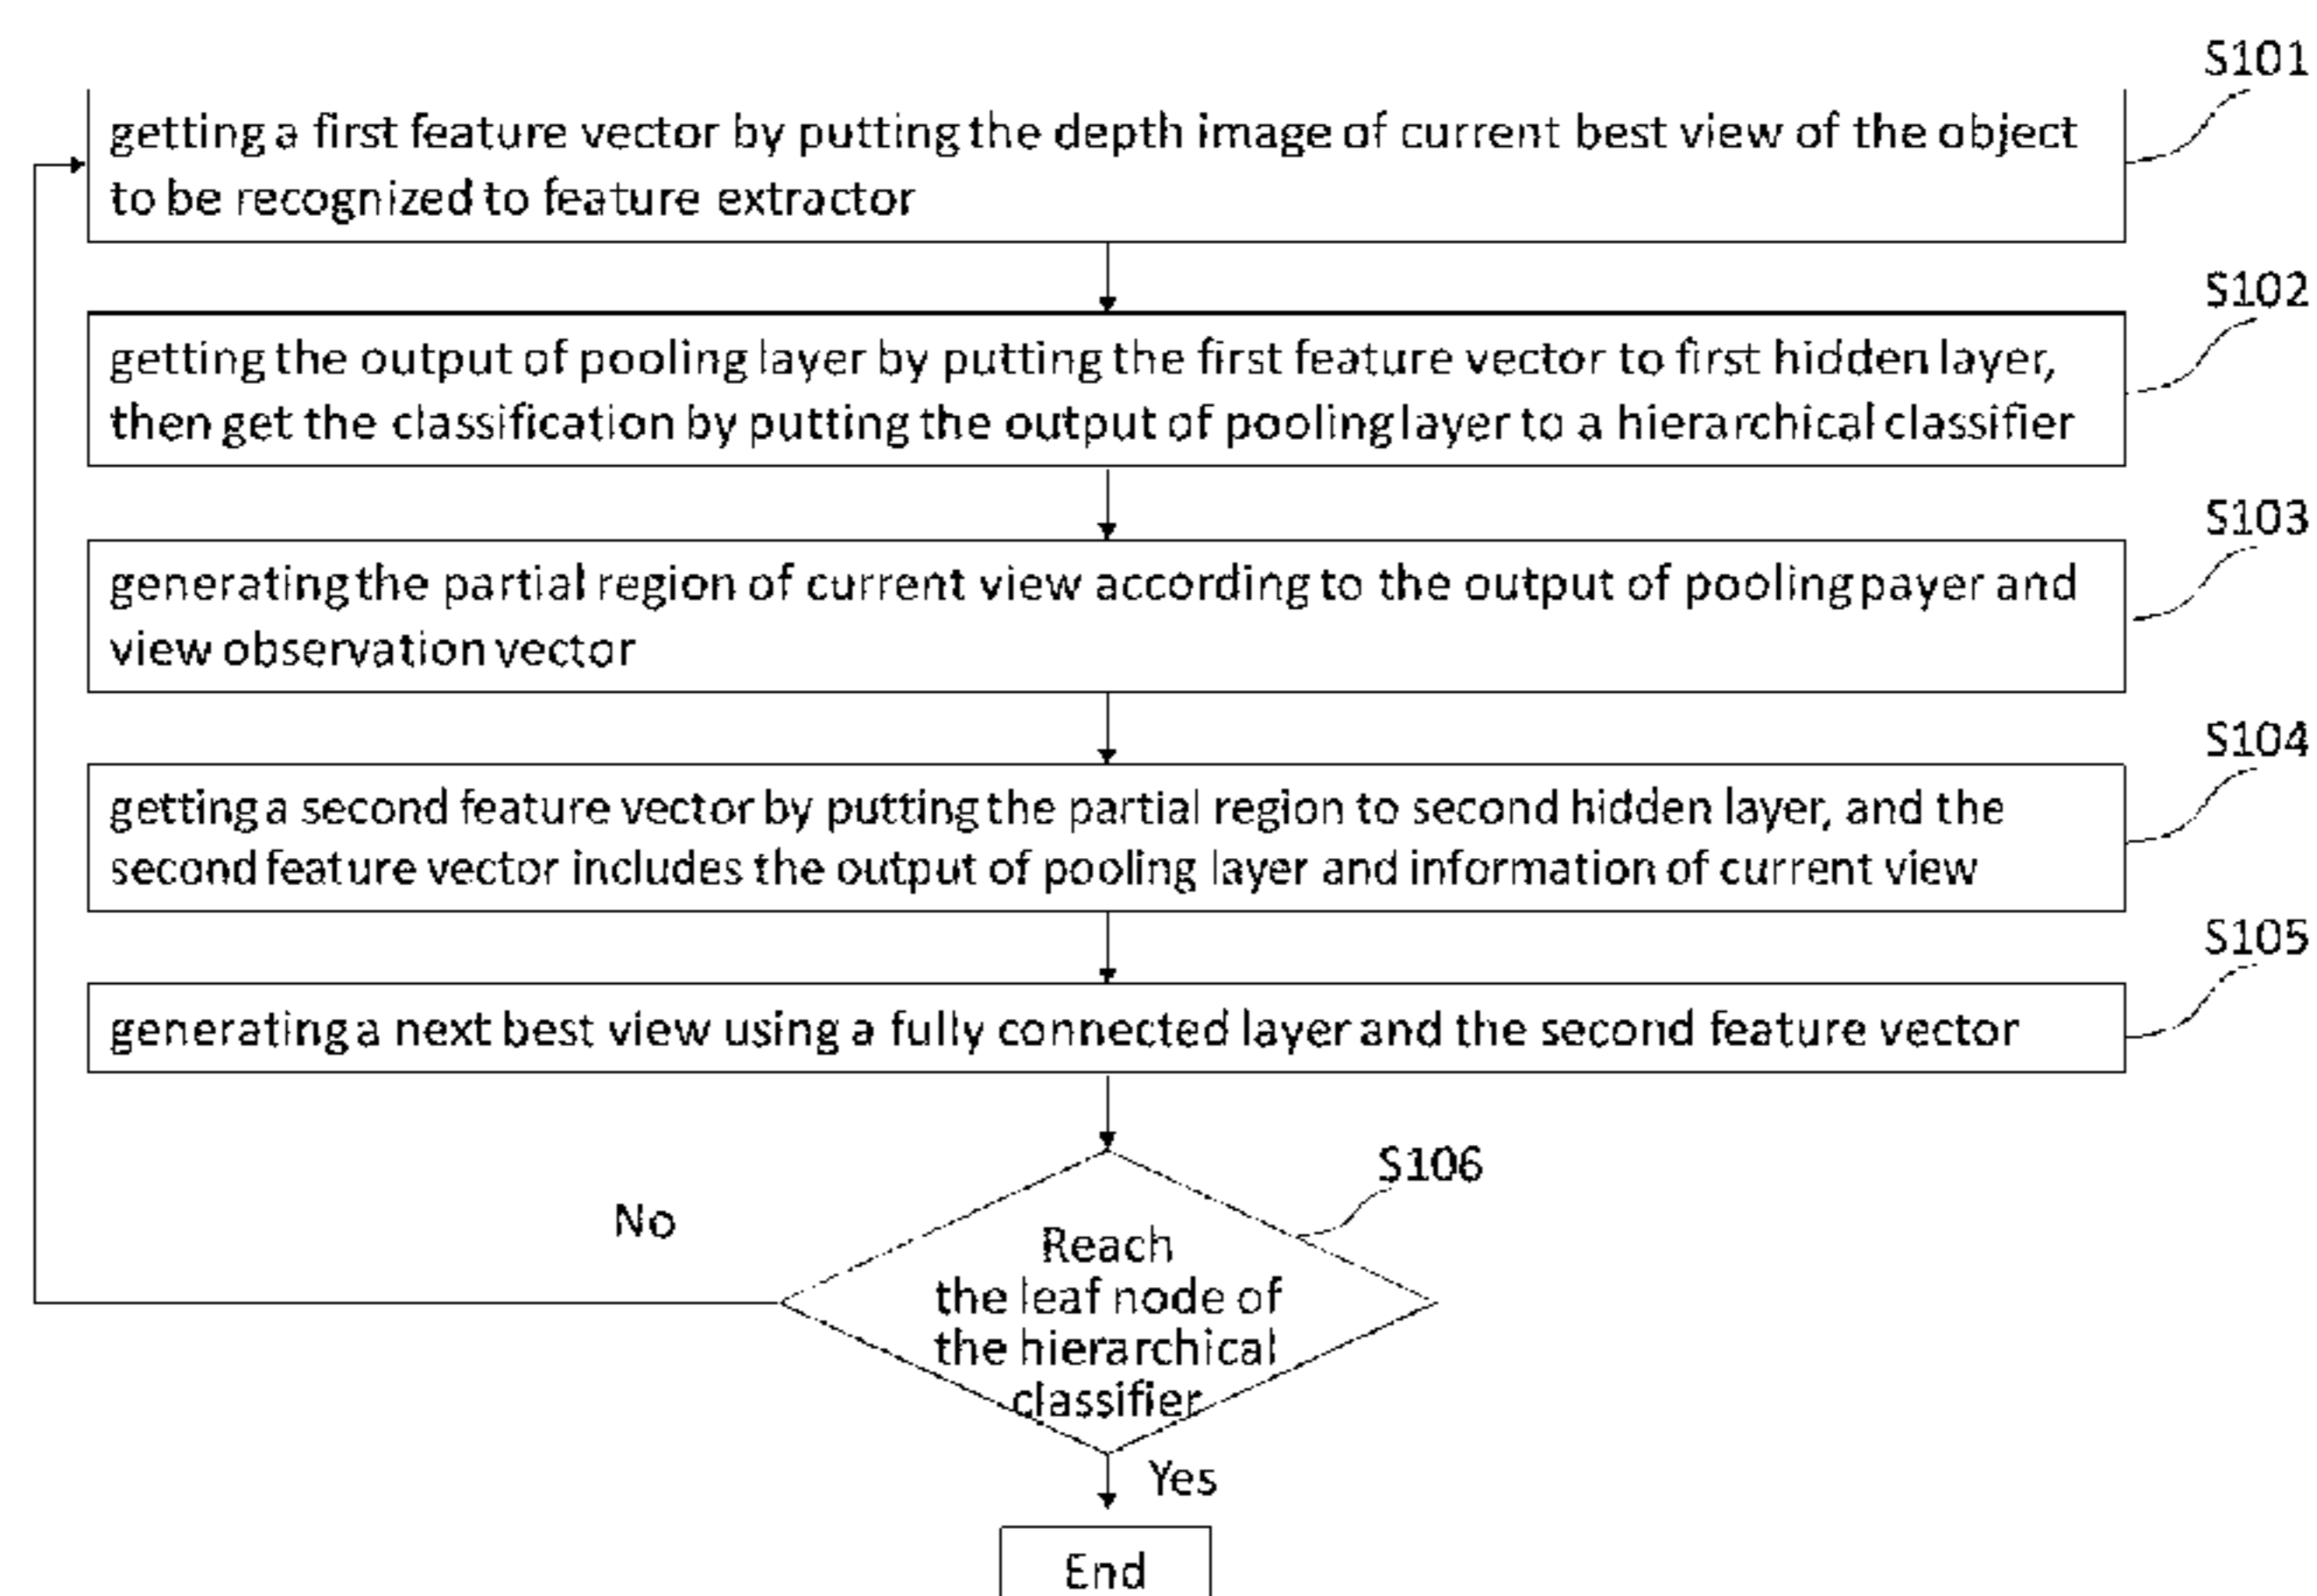 S101
getting a first feature vector by putting the depth image of current best view of the object
to be recognized to feature extractor
S102
getting the output of pooling layer by putting the first feature vector to first hidden layer,
then get the classification by putting the output of pooling layer to a hierarchical classifier
S103
generating the partial region of current view according to the output of pooling payer and
view observation vector
S104
getting a second feature vector by putting the partial region to second hidden layer, and the
second feature vector includes the output of pooling layer and information of current view
S105
generating a next best view using a fully connected layer and the second feature vector
S106
No
Reach
the leaf node of
the hierarchical
classifier
Yes
End